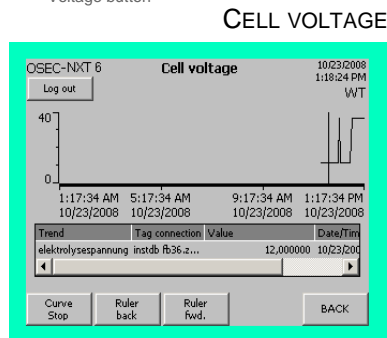 Voltage button
CELL VOLTAGE
OSEC-NXT 6 Cell voltage 10/23/2008
1:18:24 PM
Log out WT
40
0
1:17:34 AM 5:17:34 AM 9:17:34 AM 1:17:34 PM
10/23/2008 10/23/2008 10/23/2008 10/23/2008
Trend Tag connection Value Date/Tim
elektrolysespannung instdb fb36.z... 12,000000 10/23/200
Curve Ruler Ruler
Stop back fwd. BACK